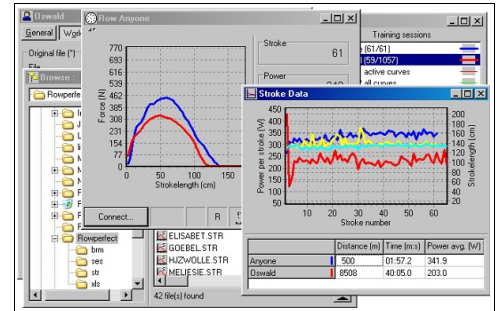 Oswald
General
Original file (*)
Browse :
Rowperfect
brm
ses
str
xls
Row Anyone
Stroke
61
Power
Force [N]
770
693
616
539
462
385
308
231
154
77
0
50 100 150
Strokelength (cm)
Connect...
R
ELISABET.STR
GOEBEL.STR
HJZWOLLE.STR
MELIESIE.STR
42 file(s) found
Training sessions
(61/61)
(59/1057)
active curves
all curves
Stroke Data
Power per stroke [W]
450
400
350
300
250
200
150
100
50
200
180
160
140
120
100
80
60
40
20
Strokelength (cm)
10 20 30 40 50 60
Stroke number
Distance (m) Time (m:s) Power avg. (W)
Anyone 500 01:57.2 341.9
Oswald 8508 40:05.0 203.0